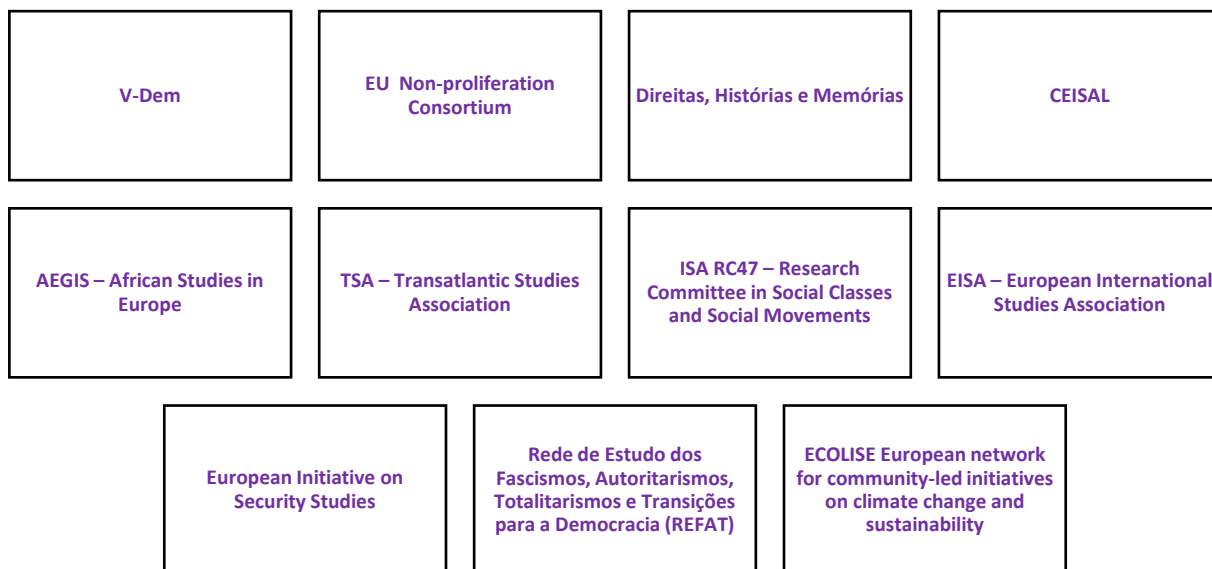 V-Dem
EU Non-proliferation
Consortium
Direitas, Histórias e Memórias
CEISAL
AEGIS – African Studies in
Europe
TSA – Transatlantic Studies
Association
ISA RC47 – Research
Committee in Social Classes
and Social Movements
EISA – European International
Studies Association
European Initiative on
Security Studies
Rede de Estudo dos
Fascismos, Autoritarismos,
Totalitarismos e Transições
para a Democracia (REFAT)
ECOLISE European network
for community-led initiatives
on climate change and
sustainability